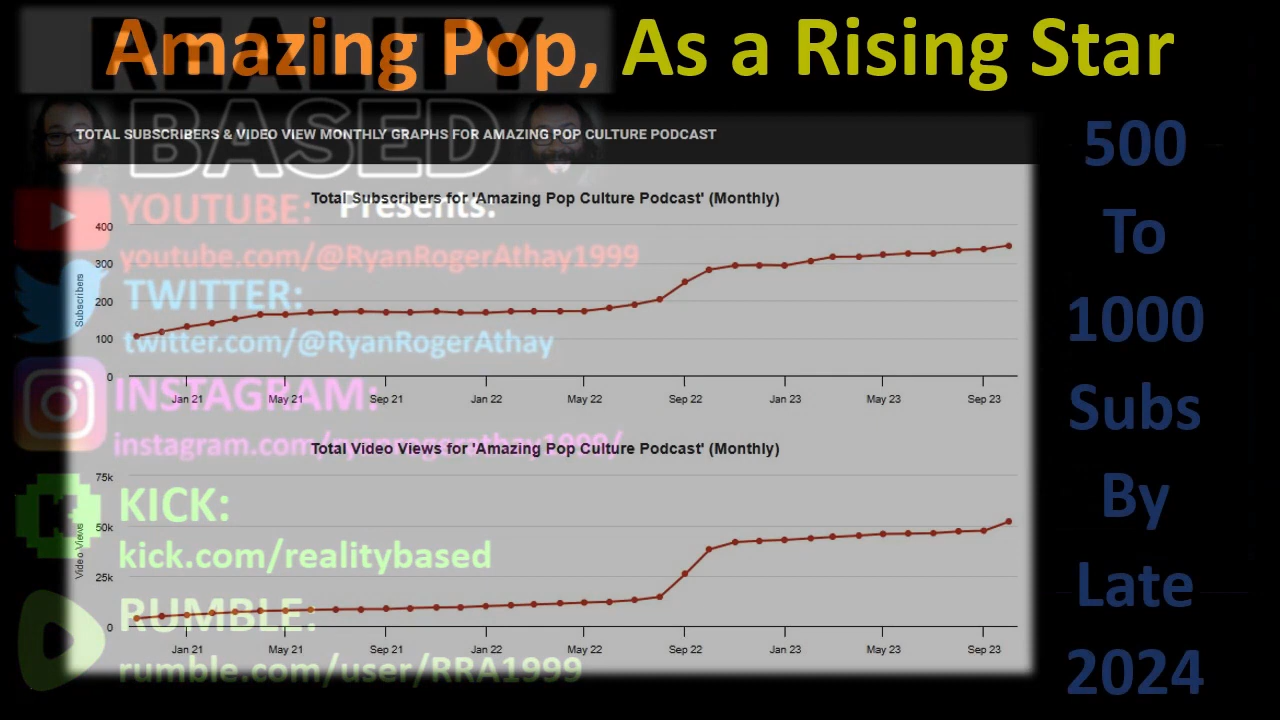 Amazing Pop, As a Rising Star
REALITY
BASED
TOTAL SUBSCRIBERS & VIDEO VIEW MONTHLY GRAPHS FOR AMAZING POP CULTURE PODCAST
Presents:
Total Subscribers for 'Amazing Pop Culture Podcast' (Monthly)
400
300
200
100
0
Subscribers
Jan 21 May 21 Sep 21 Jan 22 May 22 Sep 22 Jan 23 May 23 Sep 23
Total Video Views for 'Amazing Pop Culture Podcast' (Monthly)
75k
50k
25k
0
Video Views
Jan 21 May 21 Sep 21 Jan 22 May 22 Sep 22 Jan 23 May 23 Sep 23
YOUTUBE:
youtube.com/@RyanRogerAthay1999
TWITTER:
twitter.com/@RyanRogerAthay
INSTAGRAM:
instagram.com/ryanrogerathay1999/
KICK:
kick.com/realitybased
RUMBLE:
rumble.com/user/RRA1999
500
To
1000
Subs
By
Late
2024